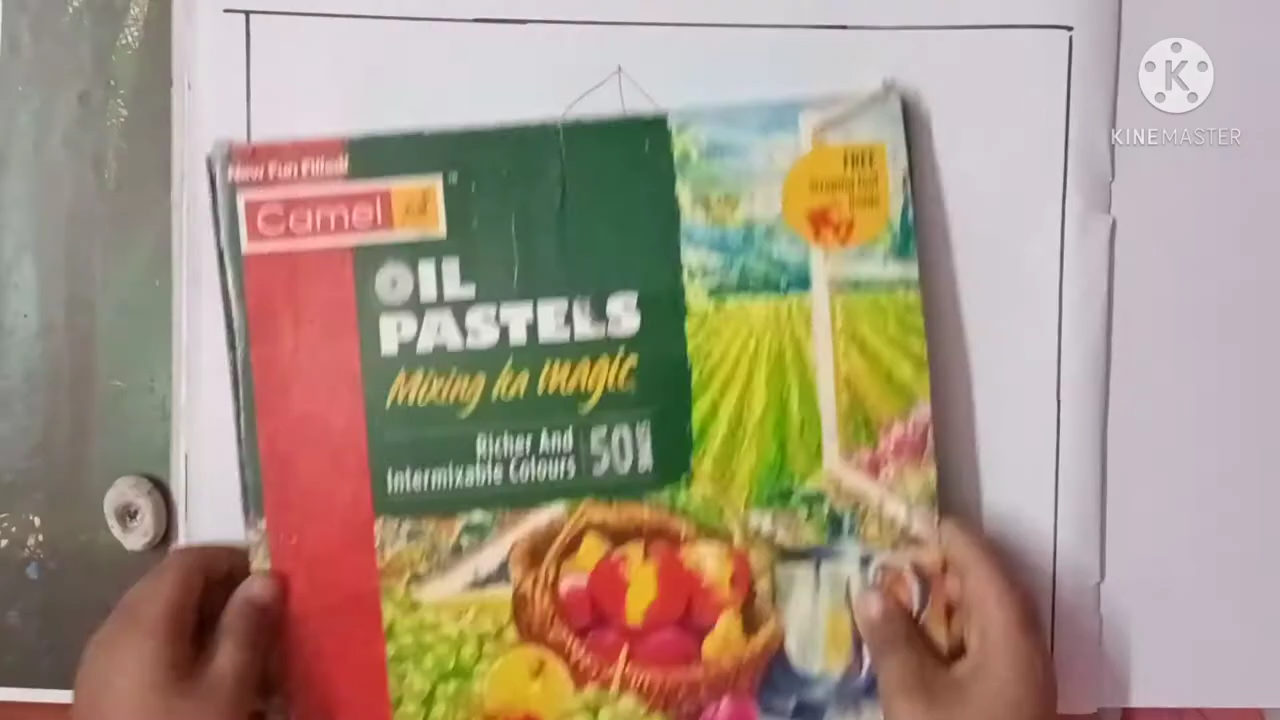 New Fun Filled!
Camel
OIL
PASTELS
Mixing ka magic
Richer And
Intermixable Colours
50
FREE
KINEMASTER